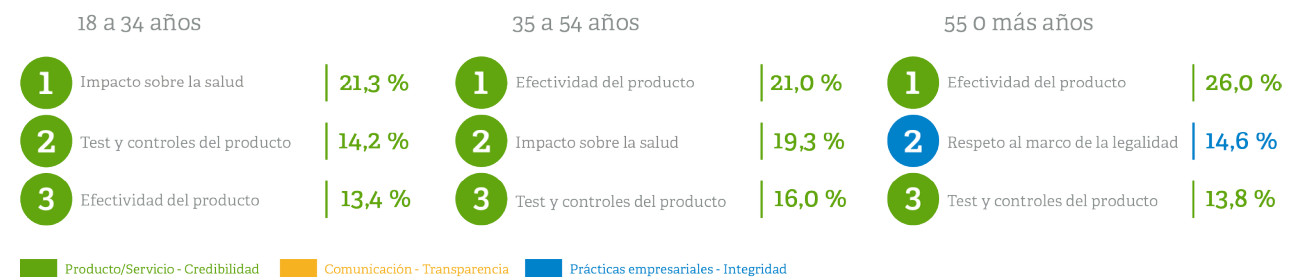 18 a 34 años
1 Impacto sobre la salud 21,3 %
2 Test y controles del producto 14,2 %
3 Efectividad del producto 13,4 %
35 a 54 años
1 Efectividad del producto 21,0 %
2 Impacto sobre la salud 19,3 %
3 Test y controles del producto 16,0 %
55 o más años
1 Efectividad del producto 26,0 %
2 Respeto al marco de la legalidad 14,6 %
3 Test y controles del producto 13,8 %
Producto/Servicio - Credibilidad
Comunicación - Transparencia
Prácticas empresariales - Integridad